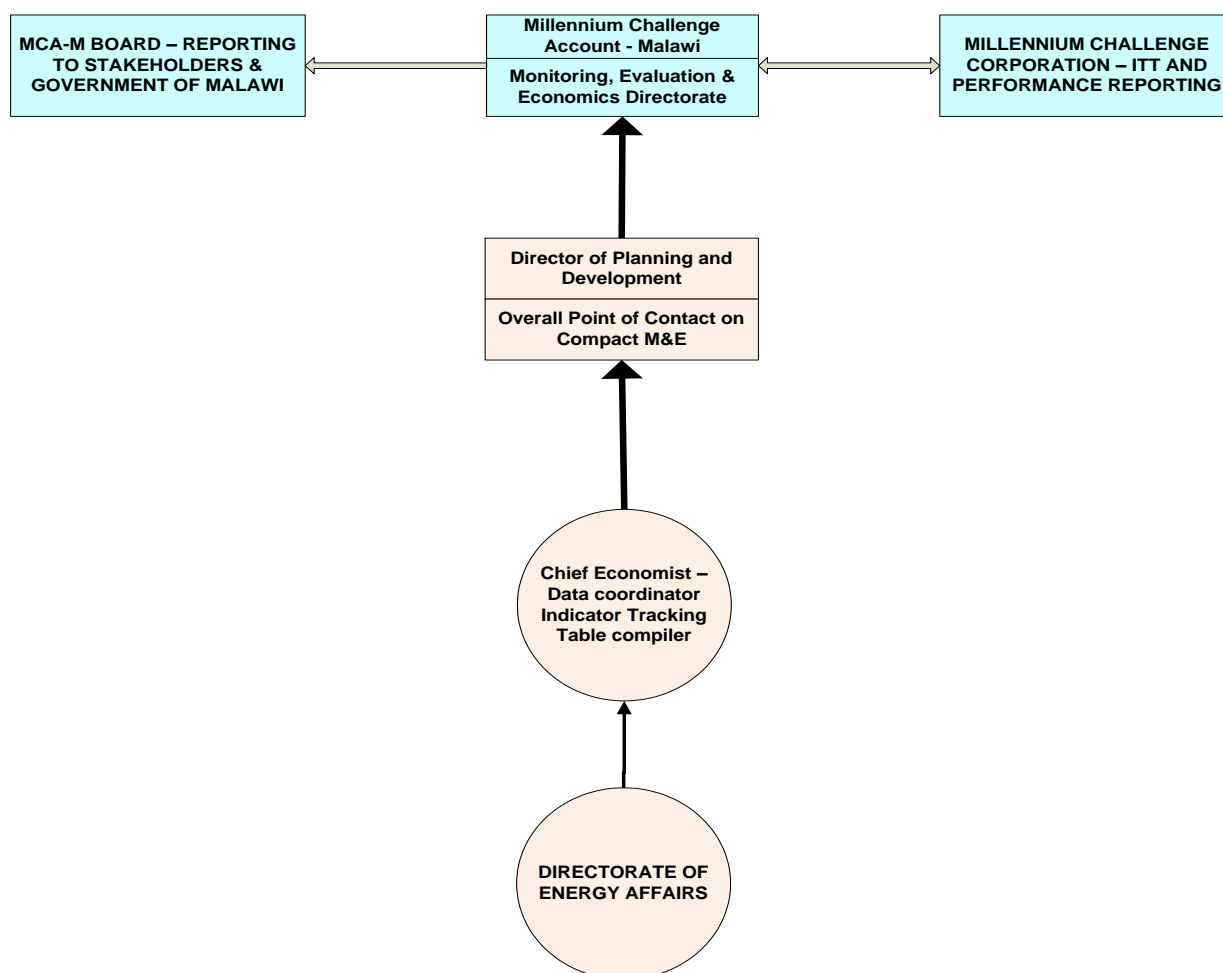 MCA-M BOARD – REPORTING
TO STAKEHOLDERS &
GOVERNMENT OF MALAWI
Millennium Challenge
Account - Malawi
Monitoring, Evaluation &
Economics Directorate
MILLENNIUM CHALLENGE
CORPORATION – ITT AND
PERFORMANCE REPORTING
Director of Planning and
Development
Overall Point of Contact on
Compact M&E
Chief Economist –
Data coordinator
Indicator Tracking
Table compiler
DIRECTORATE OF
ENERGY AFFAIRS